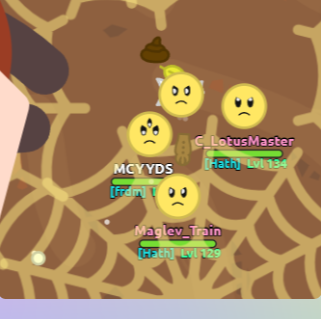 C_LotusMaster
[Hath] Lvl 134
MCYYDS
[frdm]
Maglev_Train
[Hath] Lvl 129